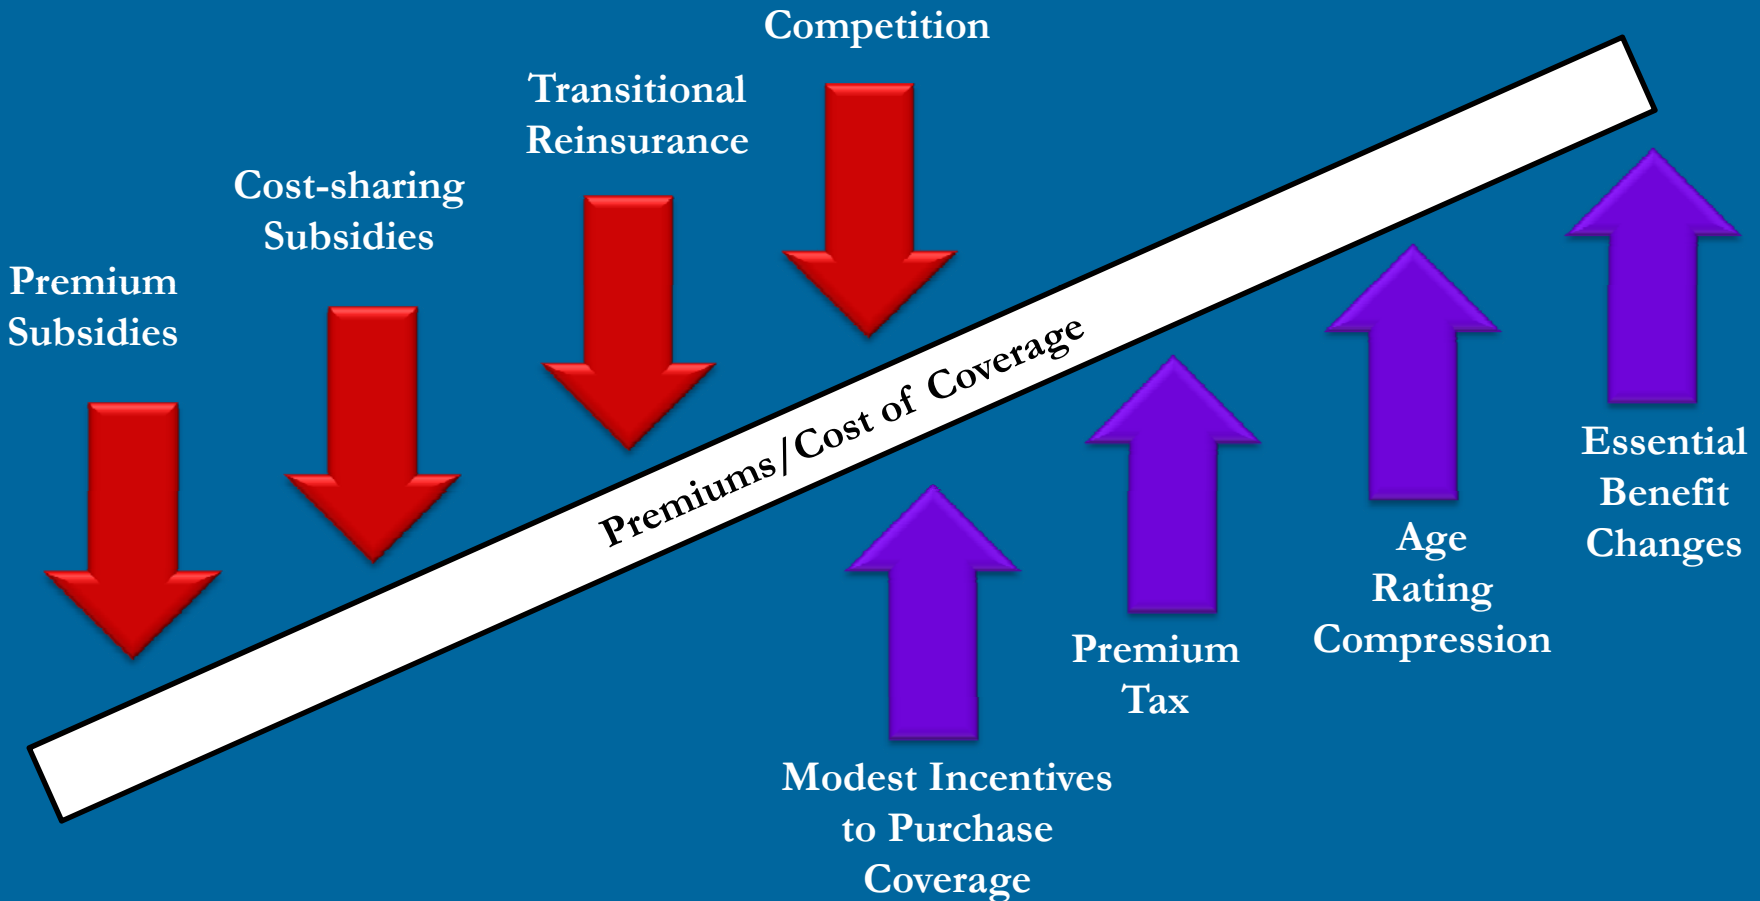 Competition
Transitional
Reinsurance
Cost-sharing
Subsidies
Premium
Subsidies
Premiums/Cost of Coverage
Essential
Benefit
Changes
Age
Rating
Compression
Premium
Tax
Modest Incentives
to Purchase
Coverage